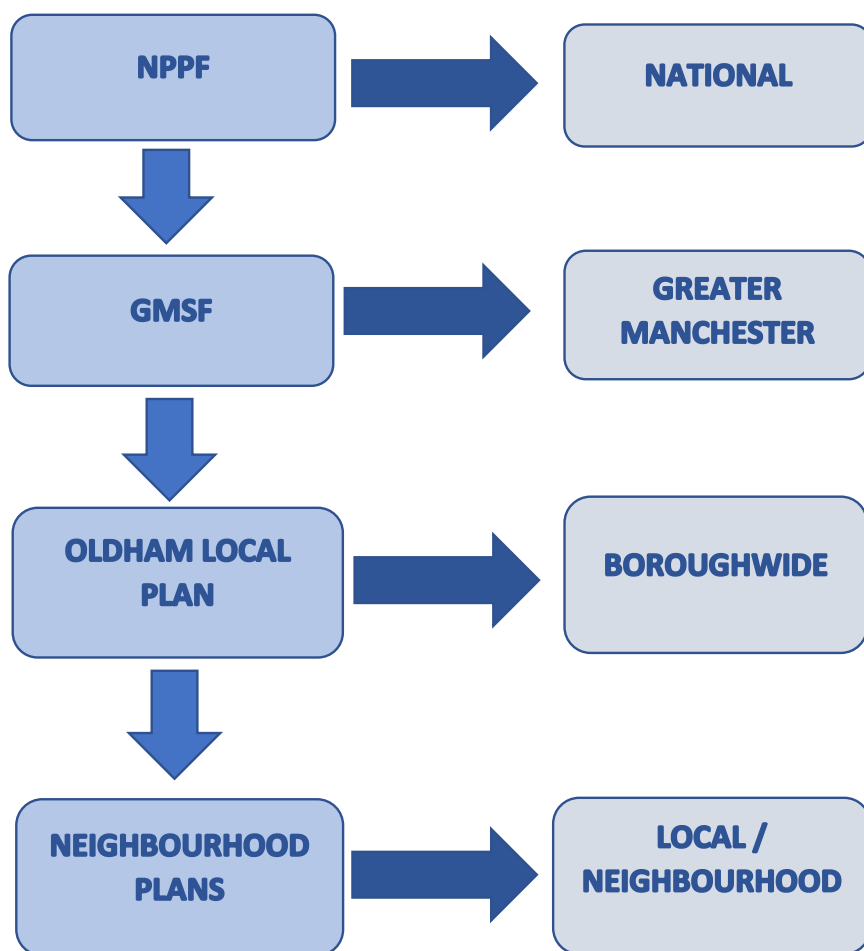 NPPF
NATIONAL
GMSF
GREATER
MANCHESTER
OLDHAM LOCAL
PLAN
BOROUGHWIDE
NEIGHBOURHOOD
PLANS
LOCAL /
NEIGHBOURHOOD